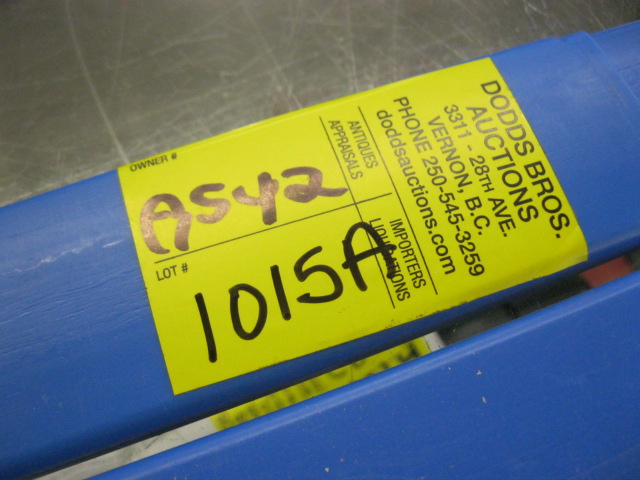 DODDS BROS.
AUCTIONS
3311 - 28TH AVE.
VERNON, B.C.
PHONE 250-545-3259
doddsauctions.com
ANTIQUES
APPRAISALS
IMPORTERS
LIQUIDATIONS
OWNER #
A542
LOT #
1015A